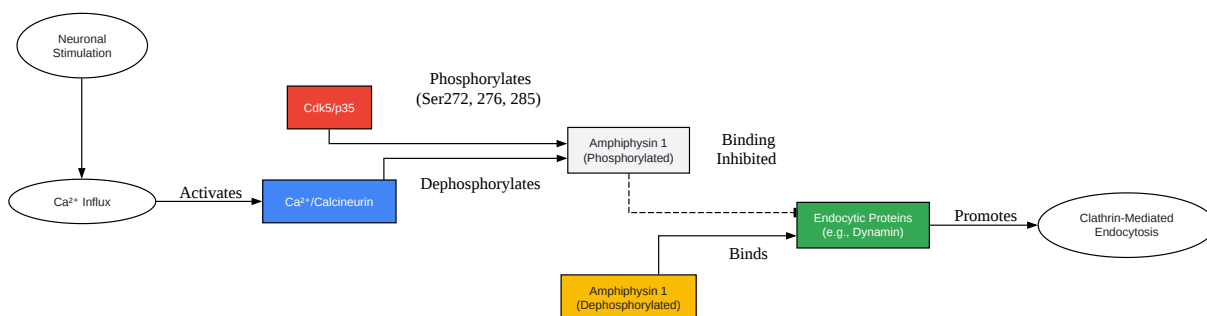 Neuronal
Stimulation
Phosphorylates
(Ser272, 276, 285)
Cdk5/p35
Amphiphysin 1
(Phosphorylated)
Binding
Inhibited
Ca²⁺ Influx
Activates
Ca²⁺/Calcineurin
Dephosphorylates
Endocytic Proteins
(e.g., Dynamin)
Promotes
Clathrin-Mediated
Endocytosis
Binds
Amphiphysin 1
(Dephosphorylated)